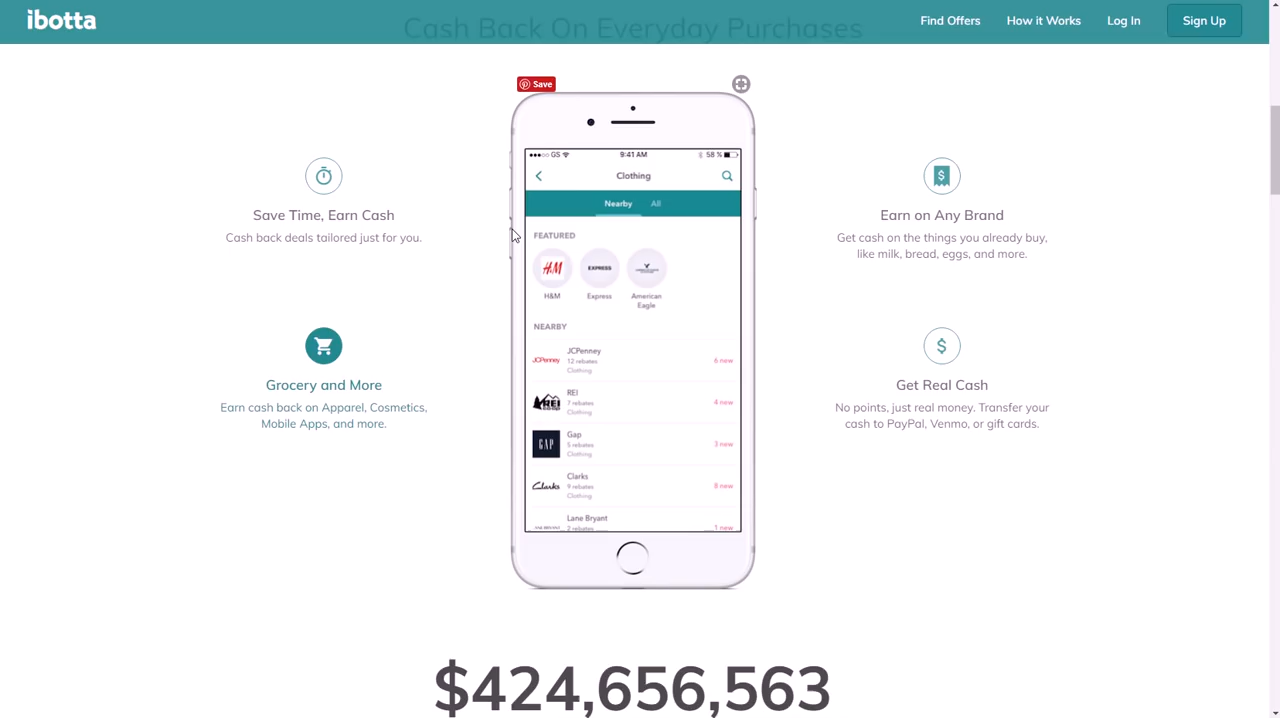 ibotta
Cash Back On Everyday Purchases
Find Offers
How it Works
Log In
Sign Up
Save
Save Time, Earn Cash
Cash back deals tailored just for you.
Grocery and More
Earn cash back on Apparel, Cosmetics,
Mobile Apps, and more.
GS
9:41 AM
58 %
Clothing
Nearby
All
FEATURED
H&M
EXPRESS
H&M
Express
American
Eagle
NEARBY
JCPenney
JCPenney
12 rebates
Clothing
6 new
REI
REI
7 rebates
Clothing
4 new
GAP
Gap
5 rebates
Clothing
3 new
Clarks
Clarks
9 rebates
Clothing
8 new
Lane Bryant
2 rebates
1 new
$
Earn on Any Brand
Get cash on the things you already buy,
like milk, bread, eggs, and more.
$
Get Real Cash
No points, just real money. Transfer your
cash to PayPal, Venmo, or gift cards.
$424,656,563